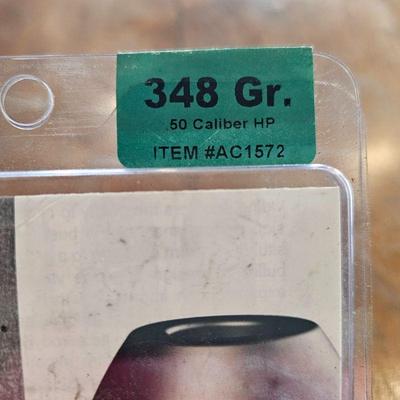 348 Gr.
.50 Caliber HP
ITEM #AC1572